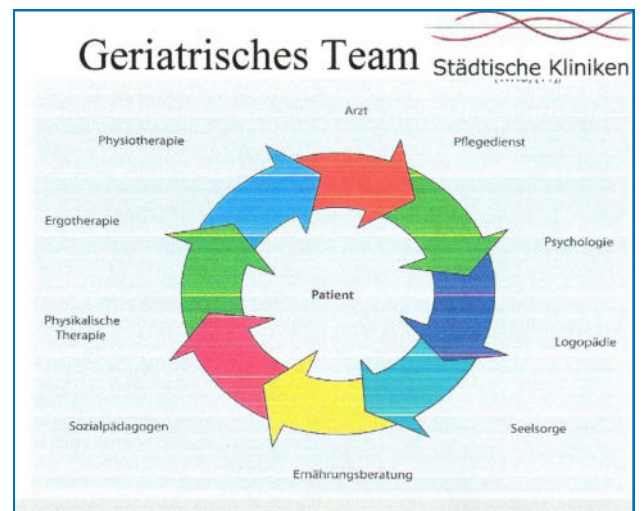 Geriatrisches Team
Städtische Kliniken
Arzt
Physiotherapie
Pflegedienst
Ergotherapie
Psychologie
Patient
Physikalische
Therapie
Logopädie
Sozialpädagogen
Seelsorge
Ernährungsberatung